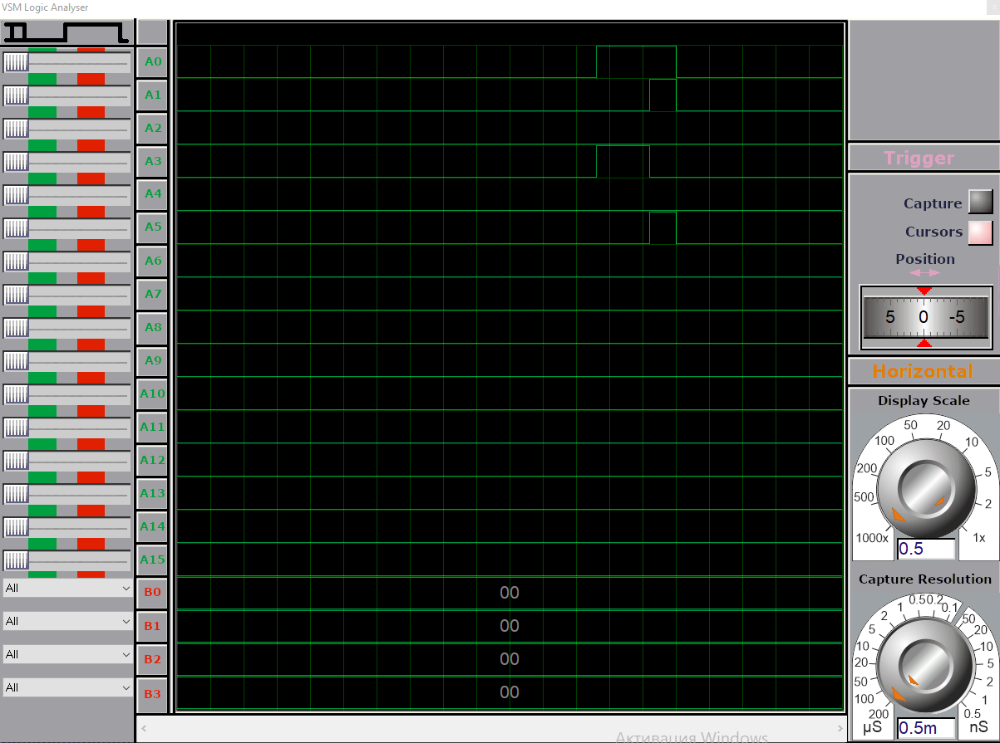 VSM Logic Analyser
A0
A1
A2
A3
A4
A5
A6
A7
A8
A9
A10
A11
A12
A13
A14
A15
All
B0
00
All
B1
00
All
B2
00
All
B3
00
Активация Windows
Trigger
Capture
Cursors
Position
5 0 -5
Horizontal
Display Scale
1000x 500 200 100 50 20 10 5 2 1x
0.5
Capture Resolution
200 100 50 20 10 5 2 1 0.5 0.2 0.1 50 20 10 5 2 1 0.5
µS
nS
0.5m